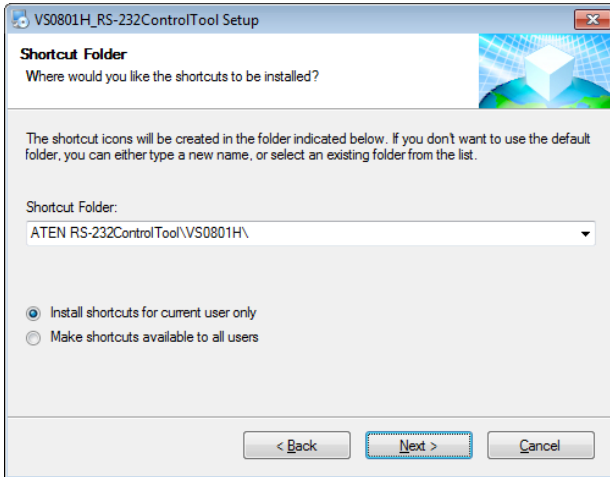 VS0801H_RS-232ControlTool Setup
Shortcut Folder
Where would you like the shortcuts to be installed?
The shortcut icons will be created in the folder indicated below. If you don't want to use the default
folder, you can either type a new name, or select an existing folder from the list.
Shortcut Folder:
ATEN RS-232ControlTool\VS0801H\
Install shortcuts for current user only
Make shortcuts available to all users
< Back
Next >
Cancel